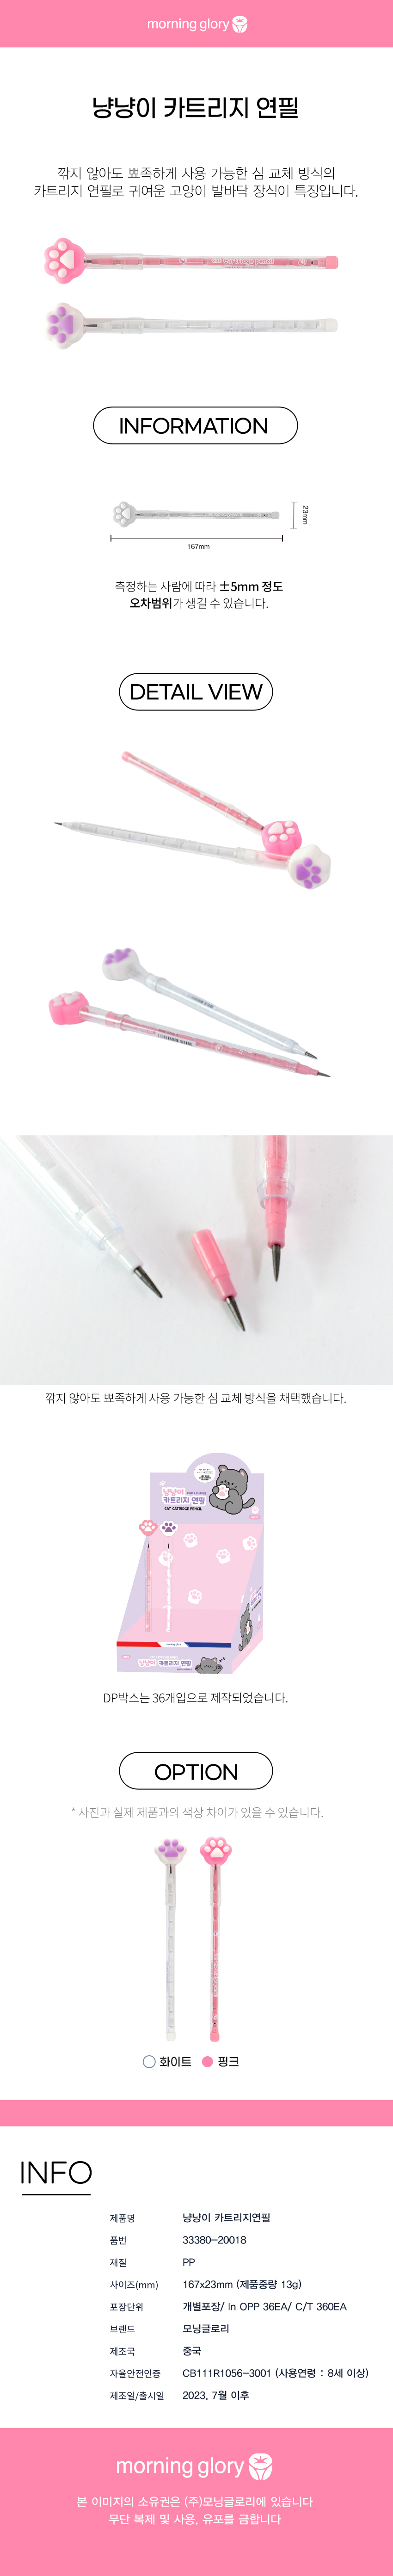 morning glory
냥냥이 카트리지 연필
깎지 않아도 뾰족하게 사용 가능한 심 교체 방식의
카트리지 연필로 귀여운 고양이 발바닥 장식이 특징입니다.
INFORMATION
23mm
167mm
측정하는 사람에 따라 ±5mm 정도
오차범위가 생길 수 있습니다.
DETAIL VIEW
깎지 않아도 뾰족하게 사용 가능한 심 교체 방식을 채택했습니다.
냥냥이
카트리지 연필
CAT CATRIDGE PENCIL
냥냥이 카트리지 연필
DP박스는 36개입으로 제작되었습니다.
OPTION
* 사진과 실제 제품과의 색상 차이가 있을 수 있습니다.
화이트 핑크
INFO
제품명 냥냥이 카트리지연필
품번 33380-20018
재질 PP
사이즈(mm) 167x23mm (제품중량 13g)
포장단위 개별포장/ In OPP 36EA/ C/T 360EA
브랜드 모닝글로리
제조국 중국
자율안전인증 CB111R1056-3001 (사용연령 : 8세 이상)
제조일/출시일 2023. 7월 이후
morning glory
본 이미지의 소유권은 (주)모닝글로리에 있습니다
무단 복제 및 사용, 유포를 금합니다